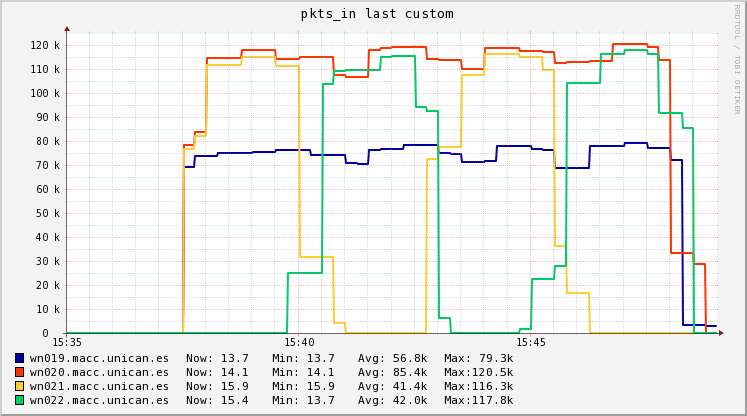 pkts_in last custom
RRDTOOL / TOBI OETIKER
120 k
110 k
100 k
90 k
80 k
70 k
60 k
50 k
40 k
30 k
20 k
10 k
0
15:35 15:40 15:45
wn019.macc.unican.es Now: 13.7 Min: 13.7 Avg: 56.8k Max: 79.3k
wn020.macc.unican.es Now: 14.1 Min: 14.1 Avg: 85.4k Max:120.5k
wn021.macc.unican.es Now: 15.9 Min: 15.9 Avg: 41.4k Max:116.3k
wn022.macc.unican.es Now: 15.4 Min: 13.7 Avg: 42.0k Max:117.8k